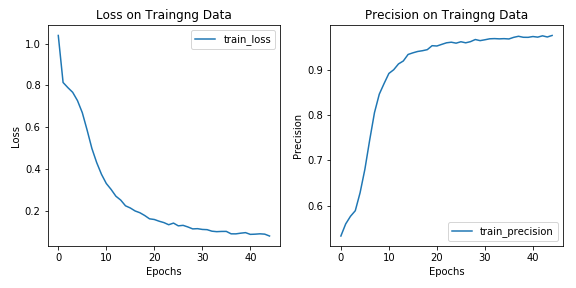 Loss on Traingng Data
1.0
0.8
0.6
0.4
0.2
Loss
train_loss
0
10
20
30
40
Epochs
Precision on Traingng Data
0.9
0.8
0.7
0.6
Precision
train_precision
0
10
20
30
40
Epochs